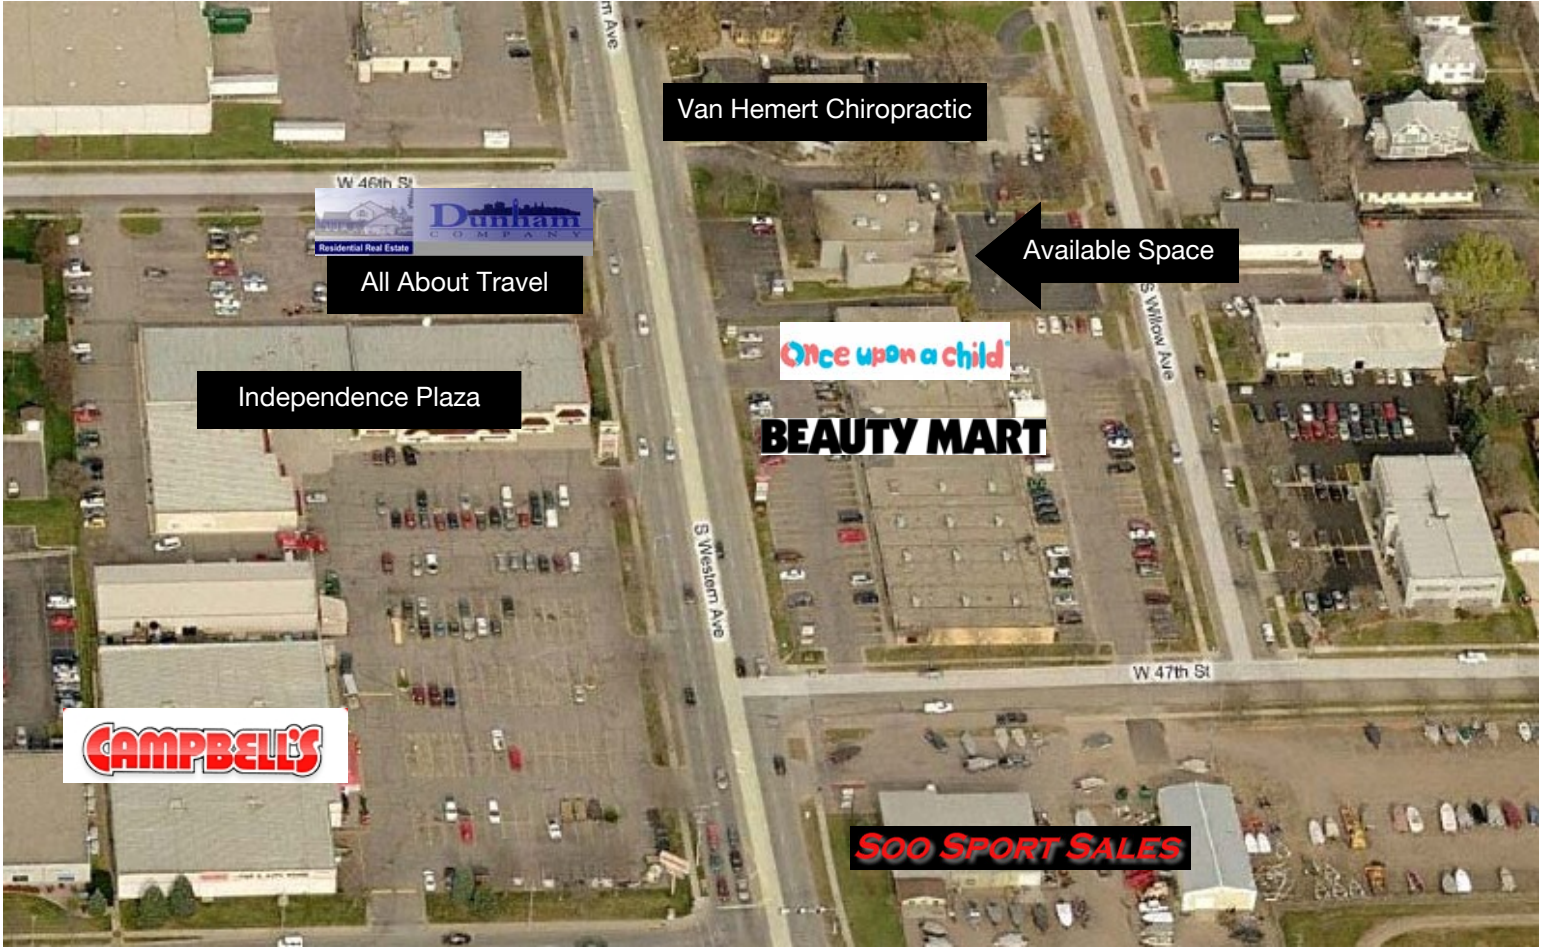 m Ave
Van Hemert Chiropractic
W 46th St
Dunham
COMPANY
Residential Real Estate
All About Travel
Available Space
S Willow Ave
Once upon a child
Independence Plaza
BEAUTY MART
S Western Ave
W 47th St
CAMPBELL'S
SOO SPORT SALES